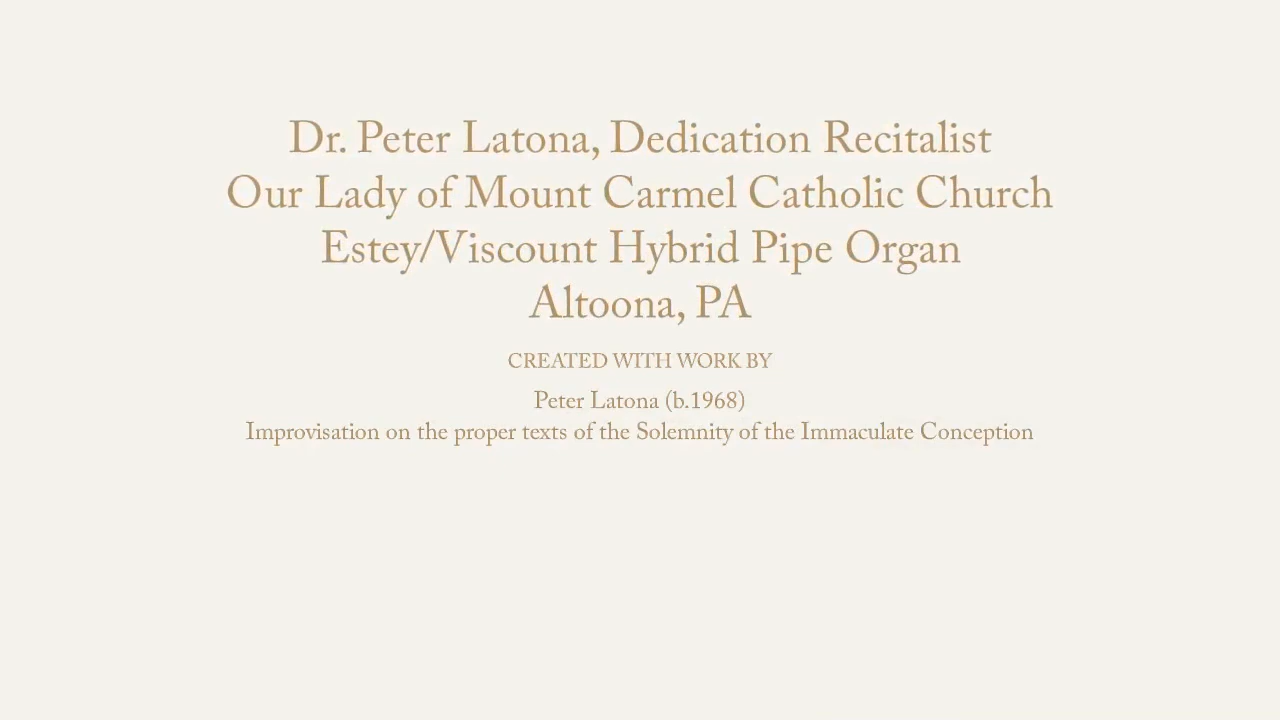 Dr. Peter Latona, Dedication Recitalist
Our Lady of Mount Carmel Catholic Church
Estey/Viscount Hybrid Pipe Organ
Altoona, PA
CREATED WITH WORK BY
Peter Latona (b.1968)
Improvisation on the proper texts of the Solemnity of the Immaculate Conception